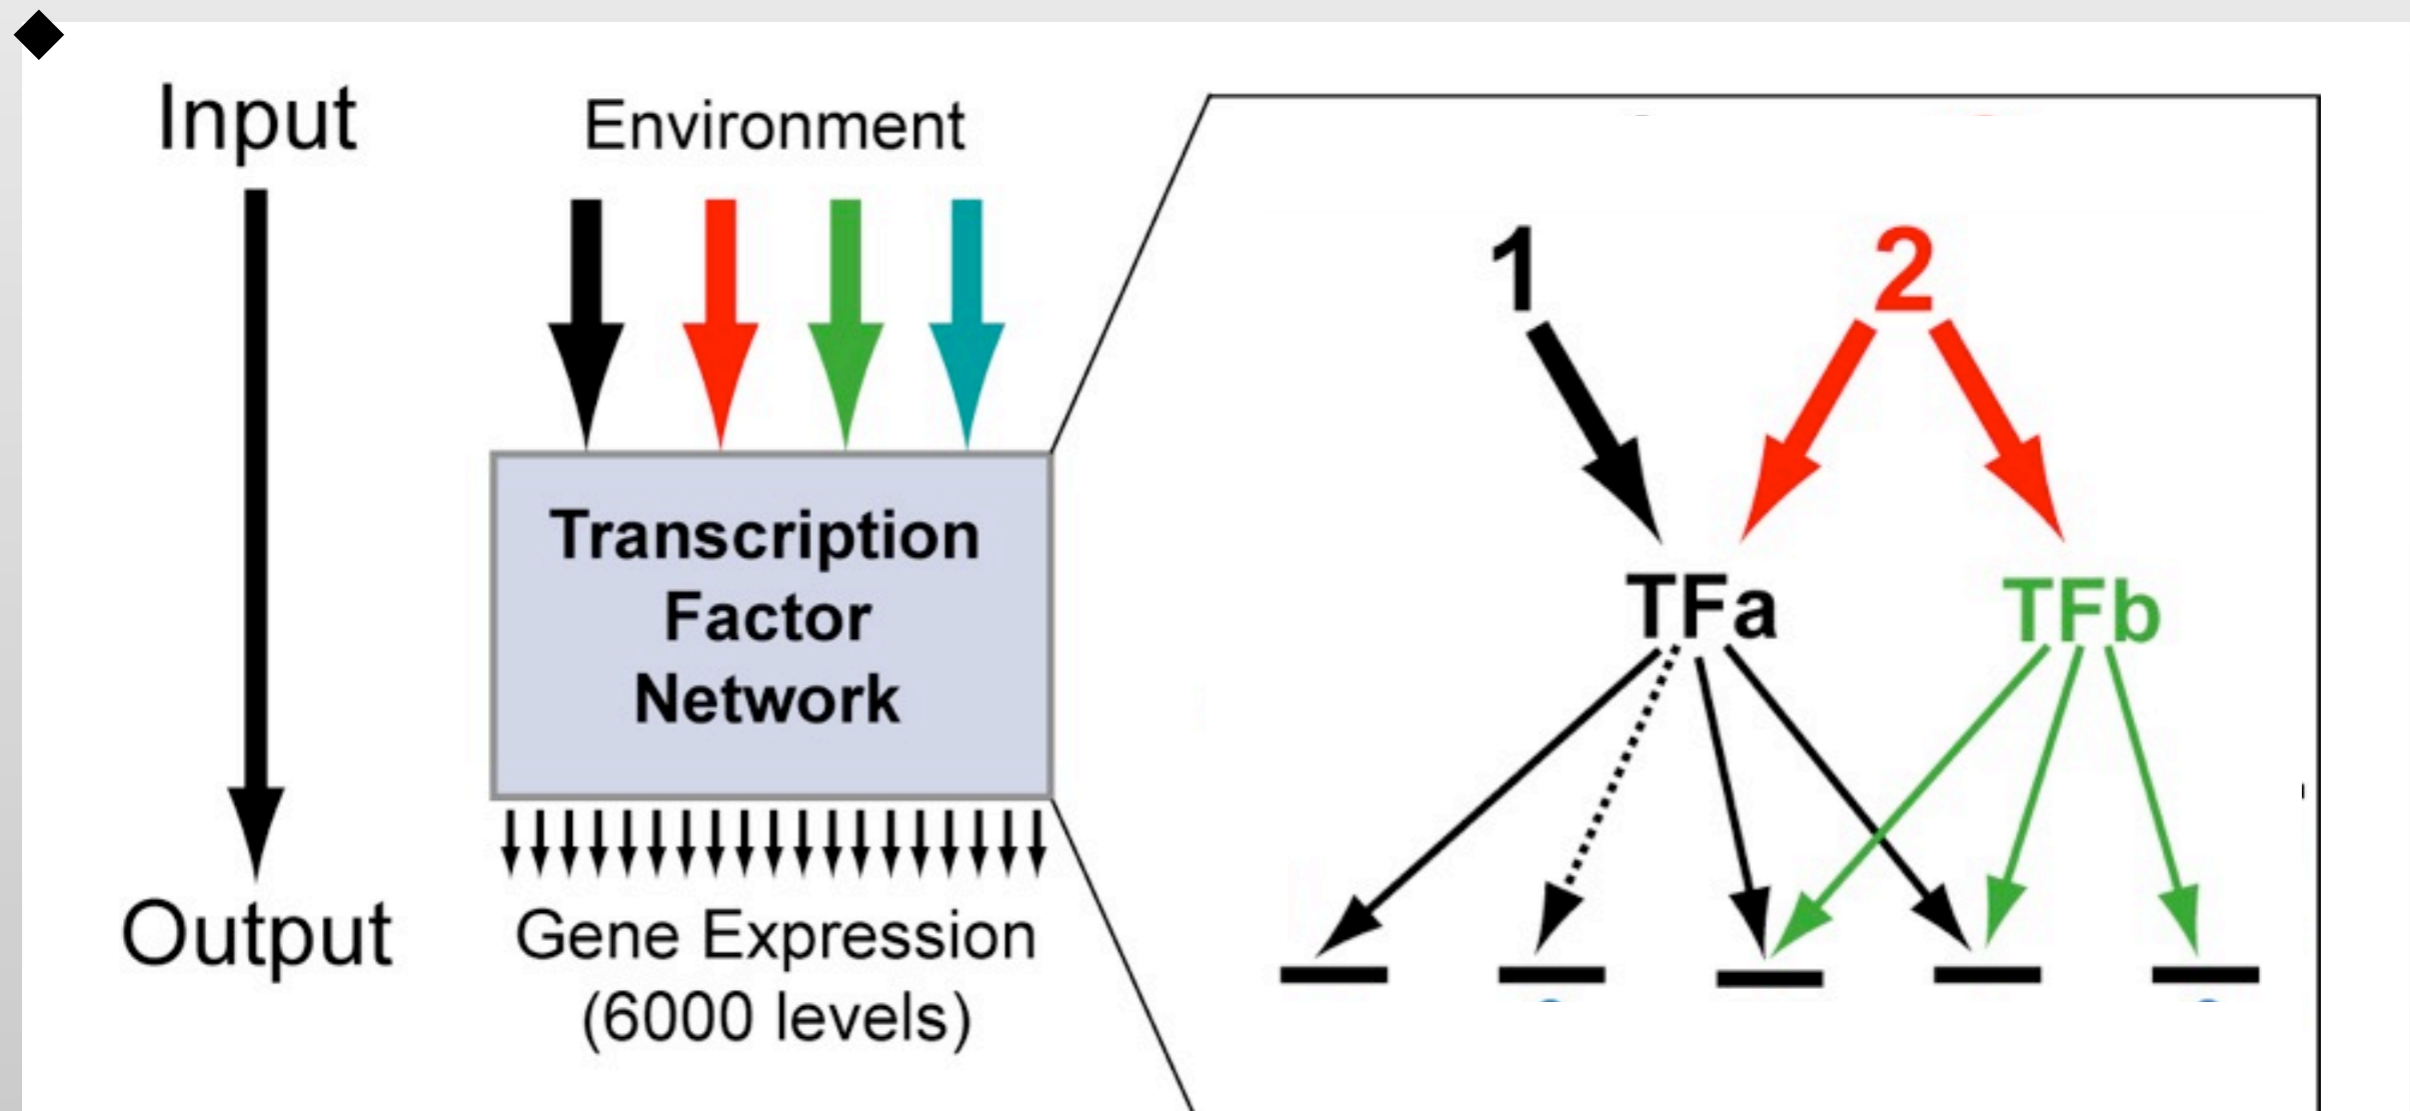 Input
Environment
Transcription
Factor
Network
Output
Gene Expression
(6000 levels)
1
2
TFa
TFb